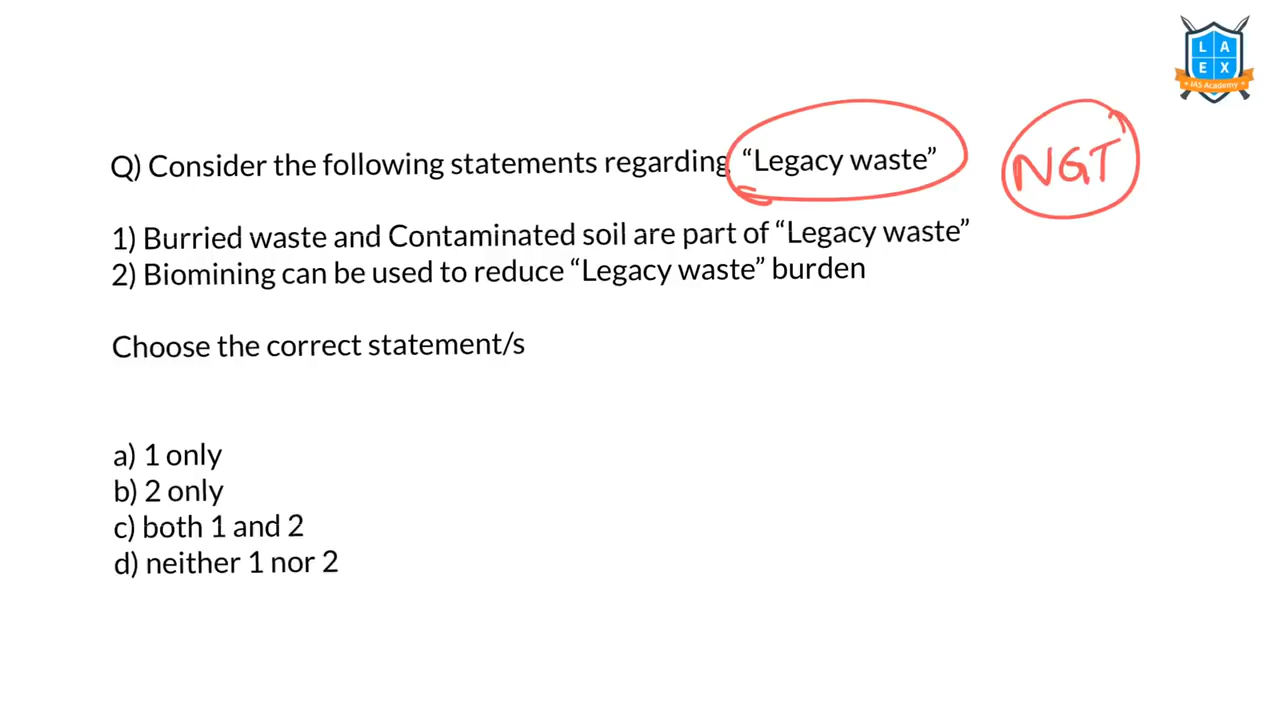 L A
E X
IAS Academy
Q) Consider the following statements regarding “Legacy waste”
NGT
1) Burried waste and Contaminated soil are part of “Legacy waste”
2) Biomining can be used to reduce “Legacy waste” burden
Choose the correct statement/s
a) 1 only
b) 2 only
c) both 1 and 2
d) neither 1 nor 2